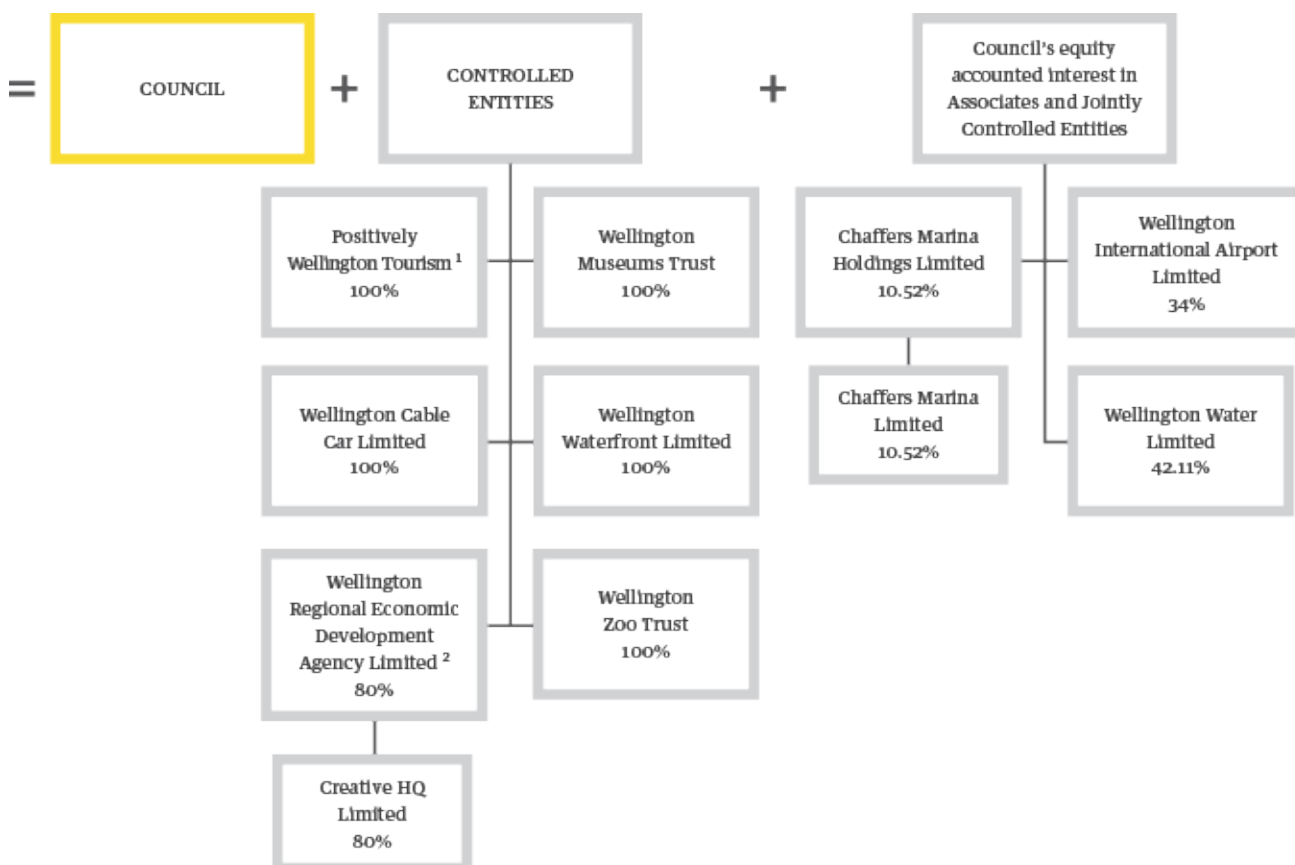 =
COUNCIL
+
CONTROLLED
ENTITIES
+
Council's equity
accounted interest in
Associates and Jointly
Controlled Entities
Positively
Wellington Tourism ¹
100%
Wellington
Museums Trust
100%
Chaffers Marina
Holdings Limited
10.52%
Wellington
International Airport
Limited
34%
Wellington Cable
Car Limited
100%
Wellington
Waterfront Limited
100%
Chaffers Marina
Limited
10.52%
Wellington Water
Limited
42.11%
Wellington
Regional Economic
Development
Agency Limited ²
80%
Wellington
Zoo Trust
100%
Creative HQ
Limited
80%